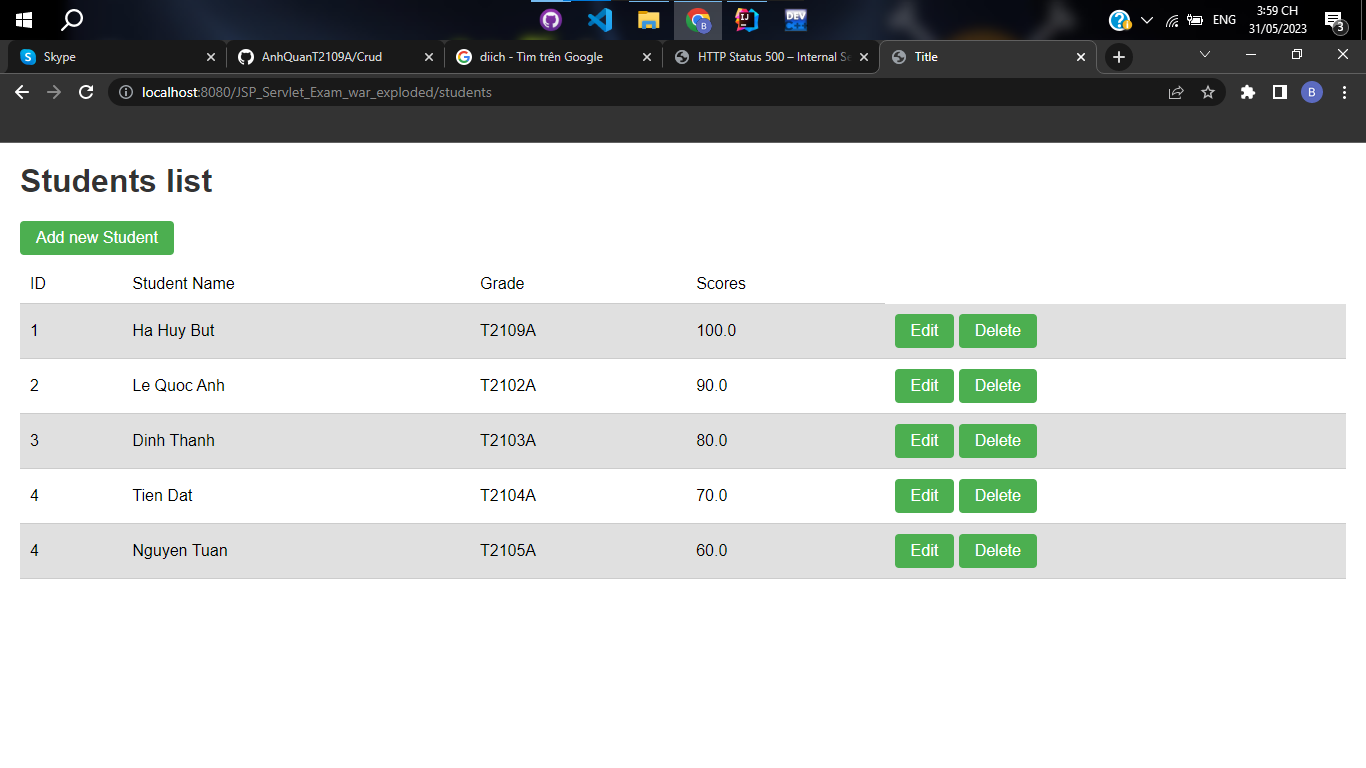 ENG
3:59 CH
31/05/2023
3
Skype
AnhQuanT2109A/Crud
diich - Tìm trên Google
HTTP Status 500 – Internal Se
Title
localhost:8080/JSP_Servlet_Exam_war_exploded/students
B
Students list
Add new Student
ID Student Name Grade Scores
1 Ha Huy But T2109A 100.0 Edit Delete
2 Le Quoc Anh T2102A 90.0 Edit Delete
3 Dinh Thanh T2103A 80.0 Edit Delete
4 Tien Dat T2104A 70.0 Edit Delete
4 Nguyen Tuan T2105A 60.0 Edit Delete